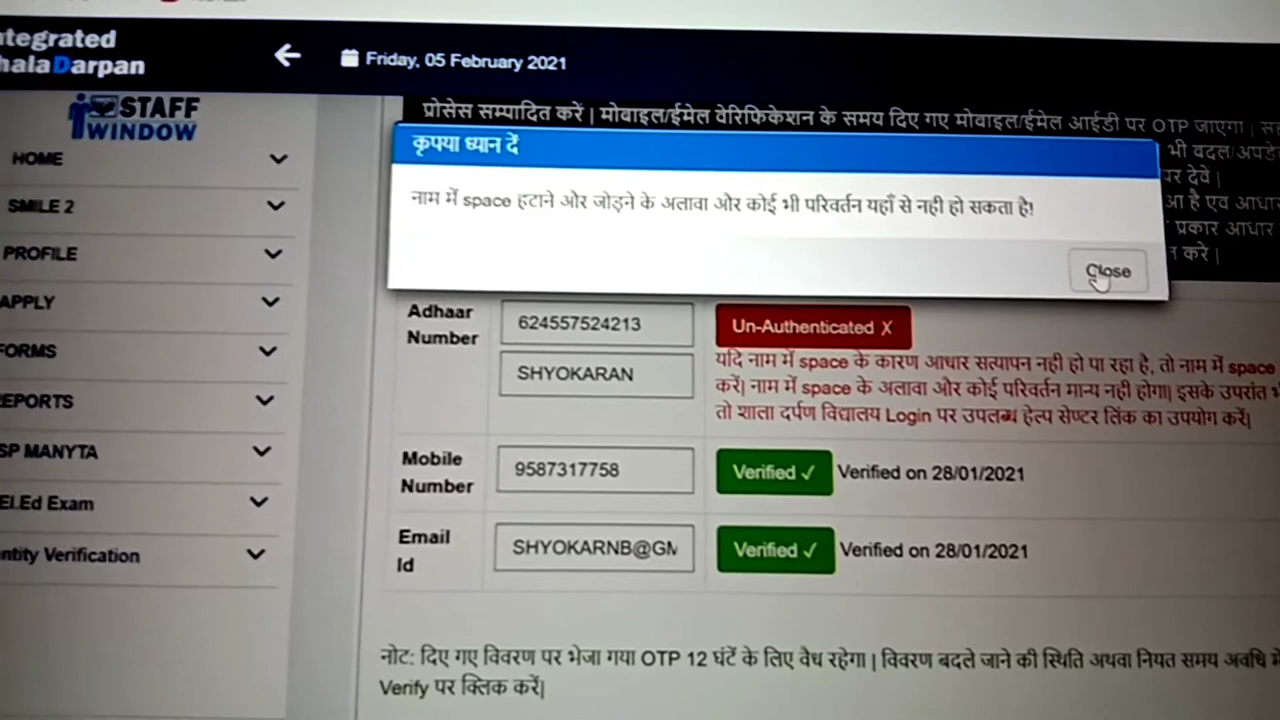 ntegrated
halaDarpan
Friday, 05 February 2021
STAFF
WINDOW
HOME
SMILE 2
PROFILE
APPLY
FORMS
EPORTS
SP MANYTA
El.Ed Exam
ntity Verification
प्रोसेस सम्पादित करें | मोबाइल/ईमेल वेरिफिकेशन के समय दिए गए मोबाइल/ईमेल आईडी पर OTP जाएगा |
भी बदल/अपडे
पर देवे |
आ है एव आधार
प्रकार आधार
त करे |
कृपया ध्यान दें
नाम में space हटाने और जोड़ने के अलावा और कोई भी परिवर्तन यहाँ से नही हो सकता है!
Close
Adhaar
Number
624557524213
Un-Authenticated X
SHYOKARAN
यदि नाम में space के कारण आधार सत्यापन नही हो पा रहा है, तो नाम में space
करें| नाम में space के अलावा और कोई परिवर्तन मान्य नही होगा| इसके उपरांत भ
तो शाला दर्पण विद्यालय Login पर उपलब्ध हेल्प सेण्टर लिंक का उपयोग करें|
Mobile
Number
9587317758
Verified ✓ Verified on 28/01/2021
Email
Id
SHYOKARNB@GM
Verified ✓ Verified on 28/01/2021
नोट: दिए गए विवरण पर भेजा गया OTP 12 घंटें के लिए वैध रहेगा | विवरण बदले जाने की स्थिति अथवा नियत समय अवधि में
Verify पर क्लिक करें|